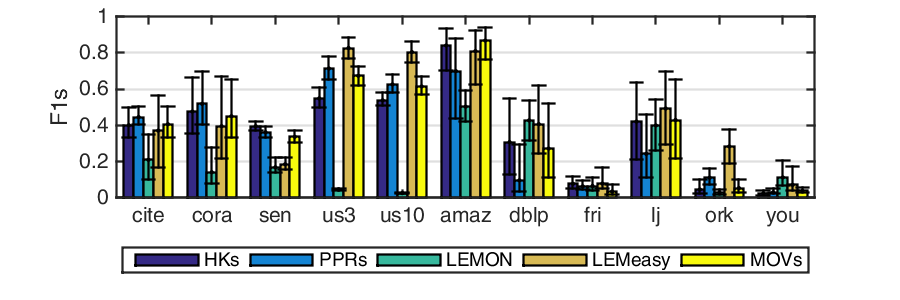 1
0.8
0.6
0.4
0.2
0
F1s
cite cora sen us3 us10 amaz dblp fri lj ork you
HKs PPRs LEMON LEMeasy MOVs